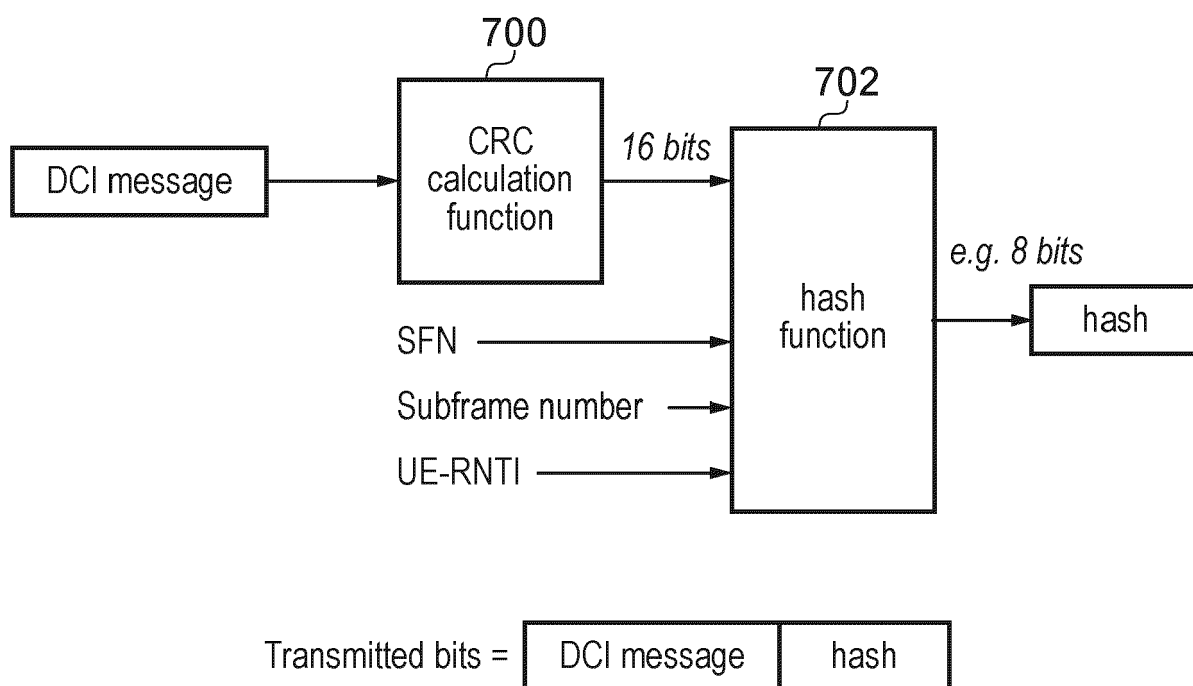 700
702
DCI message
CRC
calculation
function
16 bits
hash
function
e.g. 8 bits
hash
SFN
Subframe number
UE-RNTI
Transmitted bits = DCI message hash